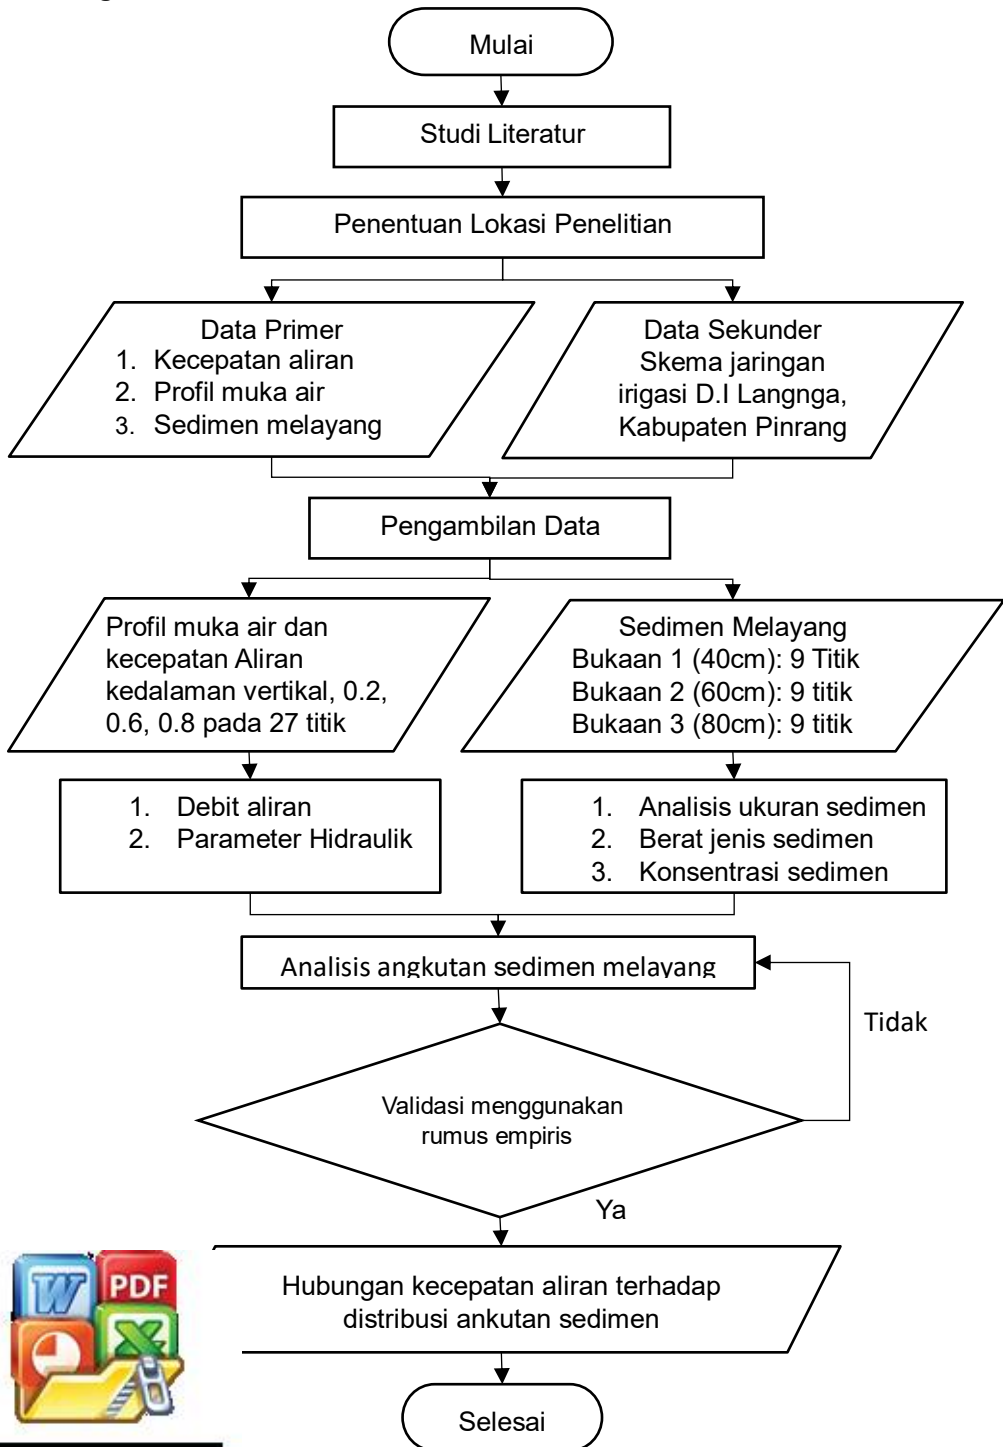 Mulai
Studi Literatur
Penentuan Lokasi Penelitian
Data Primer
1. Kecepatan aliran
2. Profil muka air
3. Sedimen melayang
Data Sekunder
Skema jaringan
irigasi D.I Langnga,
Kabupaten Pinrang
Pengambilan Data
Profil muka air dan
kecepatan Aliran
kedalaman vertikal, 0.2,
0.6, 0.8 pada 27 titik
Sedimen Melayang
Bukaan 1 (40cm): 9 Titik
Bukaan 2 (60cm): 9 titik
Bukaan 3 (80cm): 9 titik
1. Debit aliran
2. Parameter Hidraulik
1. Analisis ukuran sedimen
2. Berat jenis sedimen
3. Konsentrasi sedimen
Analisis angkutan sedimen melayang
Tidak
Validasi menggunakan
rumus empiris
Ya
Hubungan kecepatan aliran terhadap
distribusi ankutan sedimen
W
PDF
X
Selesai